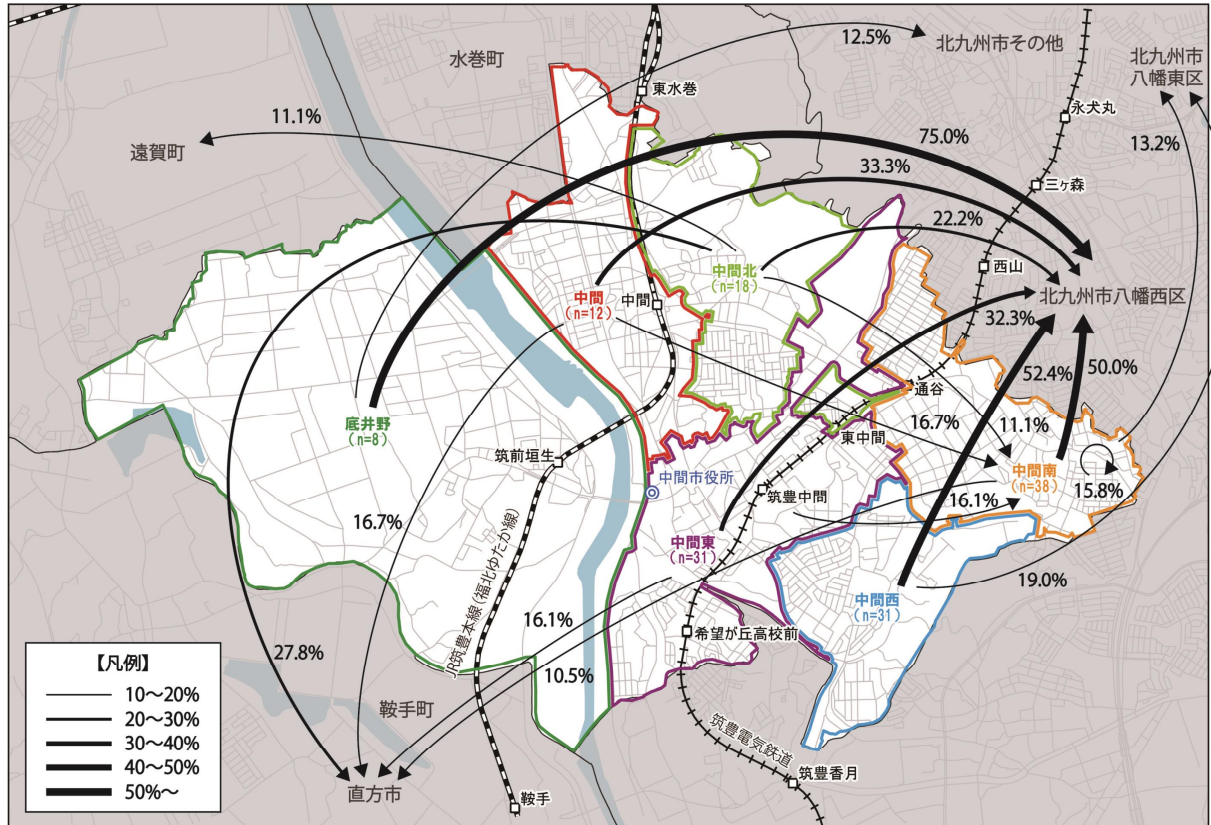 12.5%
北九州市その他
北九州市
八幡東区
水巻町
東水巻
永犬丸
11.1%
75.0%
13.2%
遠賀町
33.3%
三ヶ森
22.2%
中間北
(n=18)
西山
中間
(n=12)
中間
北九州市八幡西区
32.3%
52.4%
50.0%
通谷
底井野
(n=8)
16.7%
11.1%
東中間
筑前垣生
中間市役所
中間南
(n=38)
筑豊中間
16.1%
15.8%
16.7%
中間東
(n=31)
JR筑豊本線(福北ゆたか線)
19.0%
中間西
(n=31)
16.1%
希望が丘高校前
27.8%
10.5%
【凡例】
10〜20%
20〜30%
30〜40%
40〜50%
50%〜
鞍手町
筑豊電気鉄道
筑豊香月
直方市
鞍手